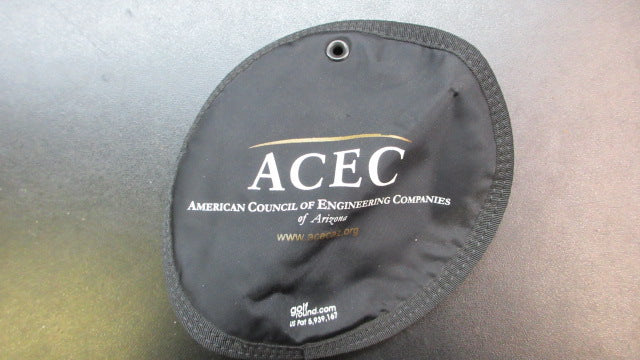 ACEC
AMERICAN COUNCIL OF ENGINEERING COMPANIES
of Arizona
www.acecaz.org
golf
round.com
US Pat 6,939,167